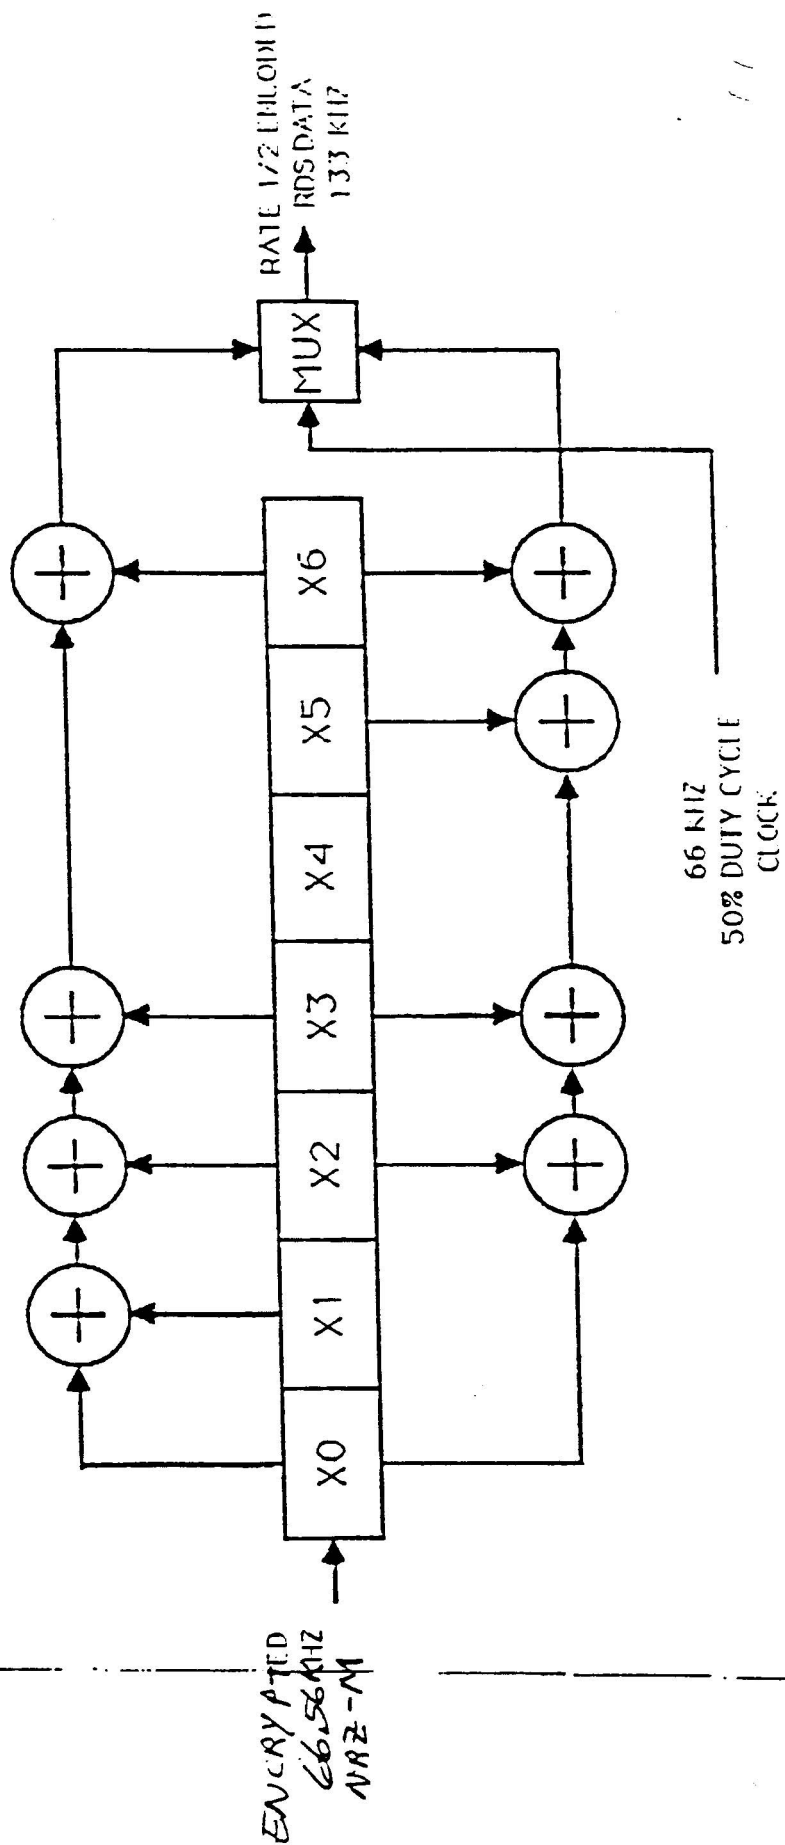 ENCRYPTED
66.56 KHZ
NRZ-M
X0
X1
X2
X3
X4
X5
X6
MUX
RATE 1/2 ENCODED
RDS DATA
133 KHZ
66 KHZ
50% DUTY CYCLE
CLOCK